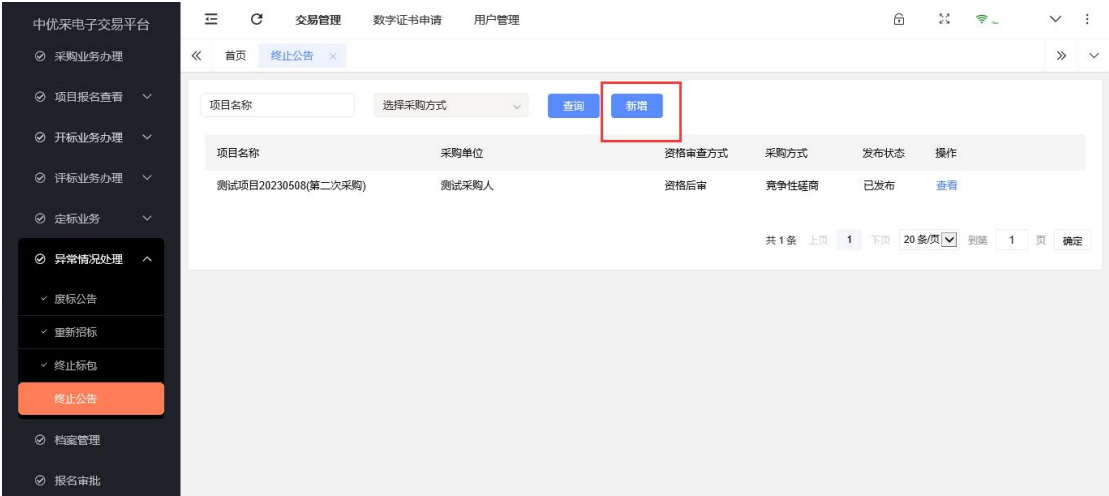 中优采电子交易平台
交易管理 数字证书申请 用户管理
采购业务办理
项目报名查看
开标业务办理
评标业务办理
定标业务
异常情况处理
废标公告
重新招标
终止标包
终止公告
档案管理
报名审批
首页 终止公告 ×
项目名称 选择采购方式 查询 新增
项目名称 采购单位 资格审查方式 采购方式 发布状态 操作
测试项目20230508(第二次采购) 测试采购人 资格后审 竞争性磋商 已发布 查看
共1条 上页 1 下页 20条/页 到第 1 页 确定